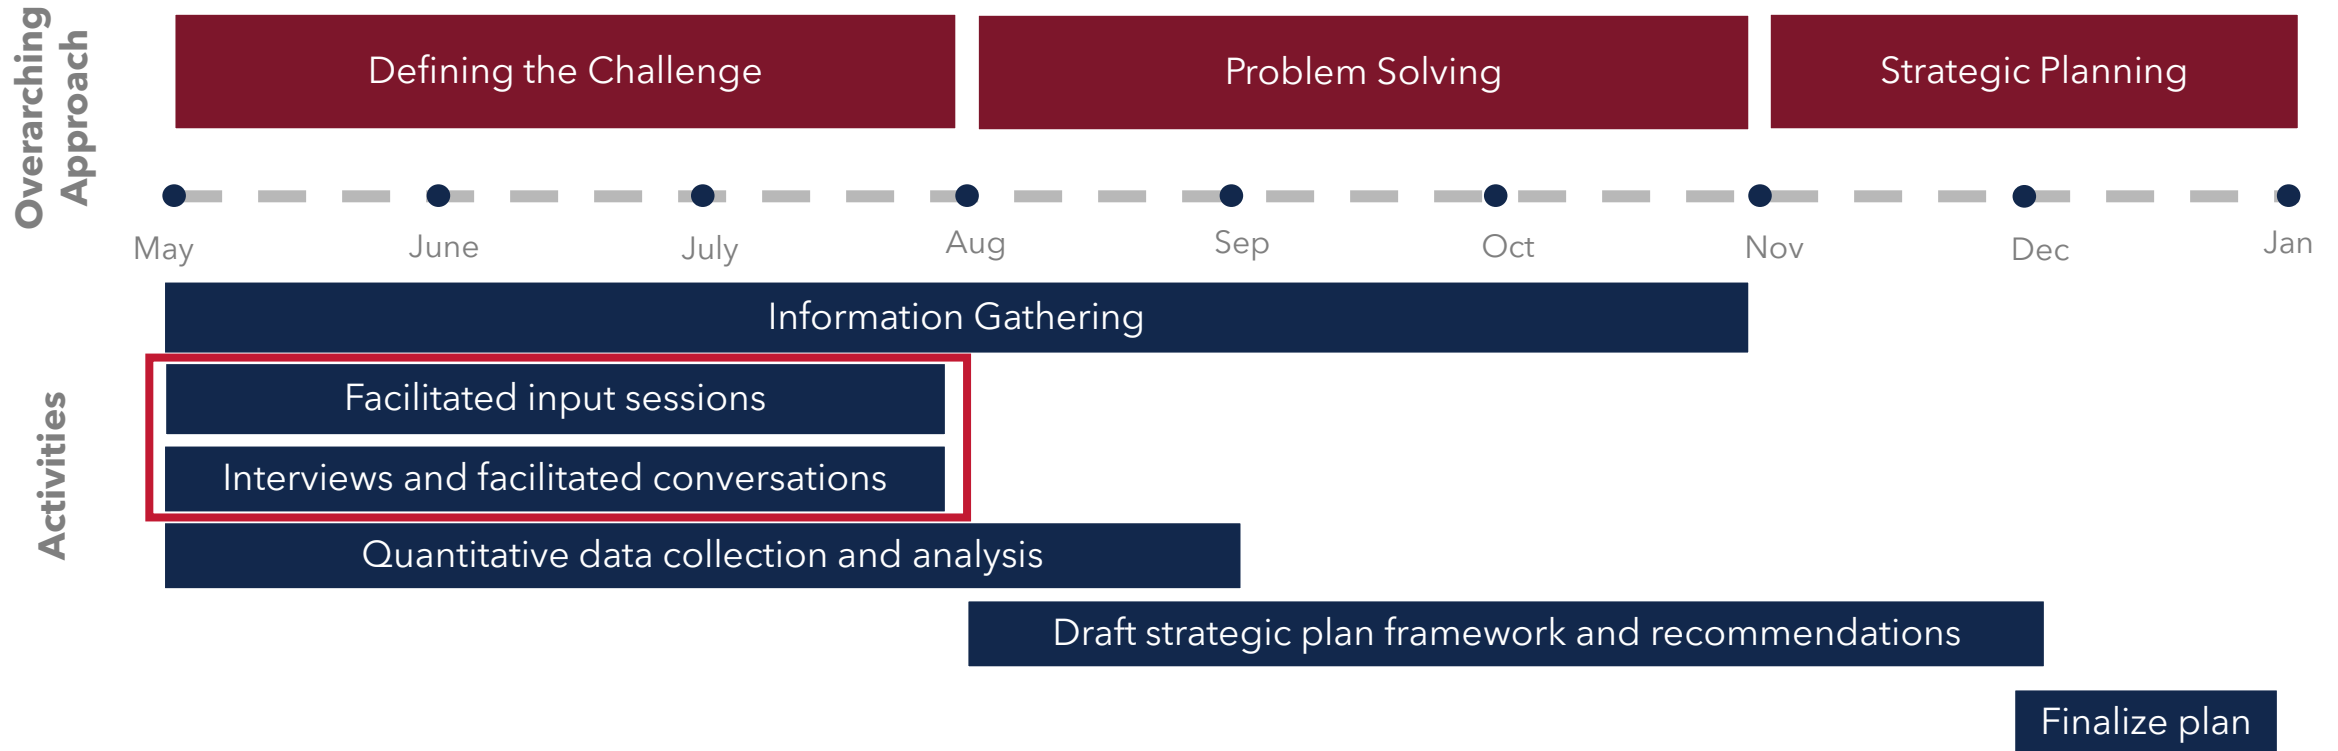 Overarching
Approach
Defining the Challenge
Problem Solving
Strategic Planning
May
June
July
Aug
Sep
Oct
Nov
Dec
Jan
Activities
Information Gathering
Facilitated input sessions
Interviews and facilitated conversations
Quantitative data collection and analysis
Draft strategic plan framework and recommendations
Finalize plan